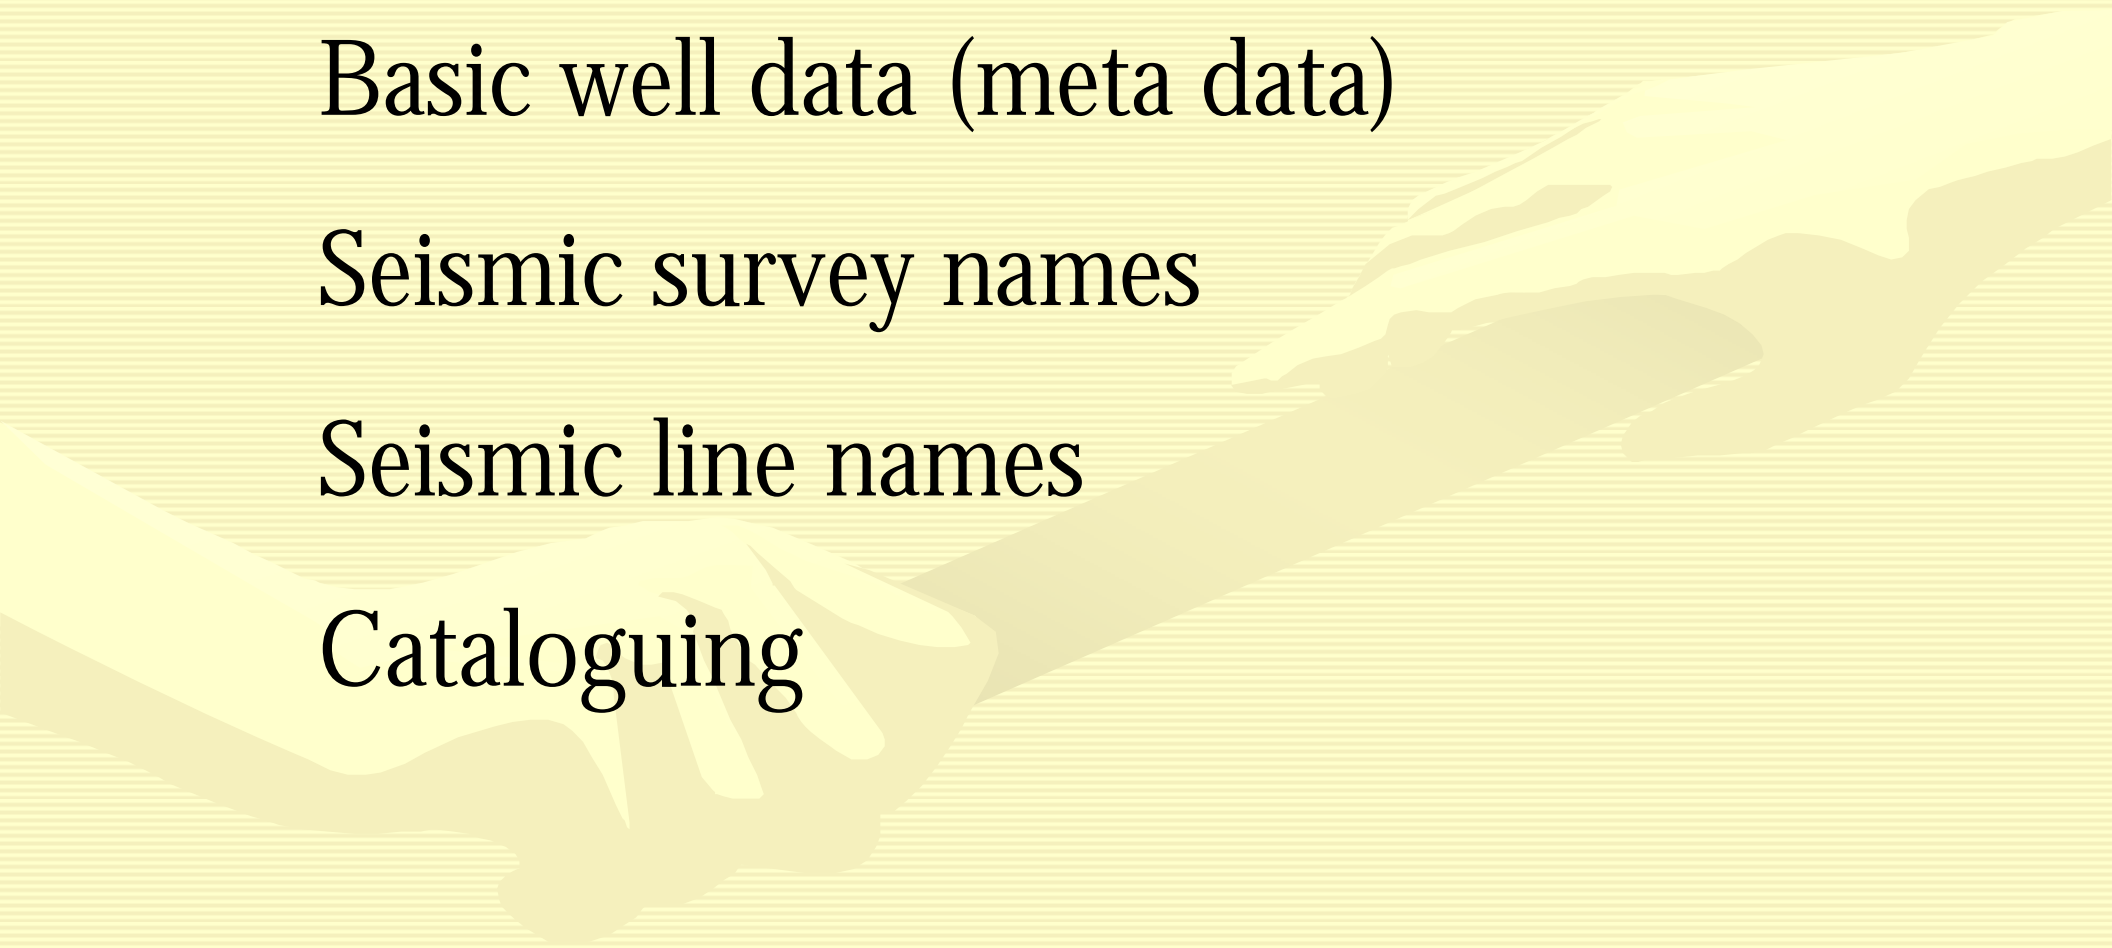 Basic well data (meta data)
Seismic survey names
Seismic line names
Cataloguing